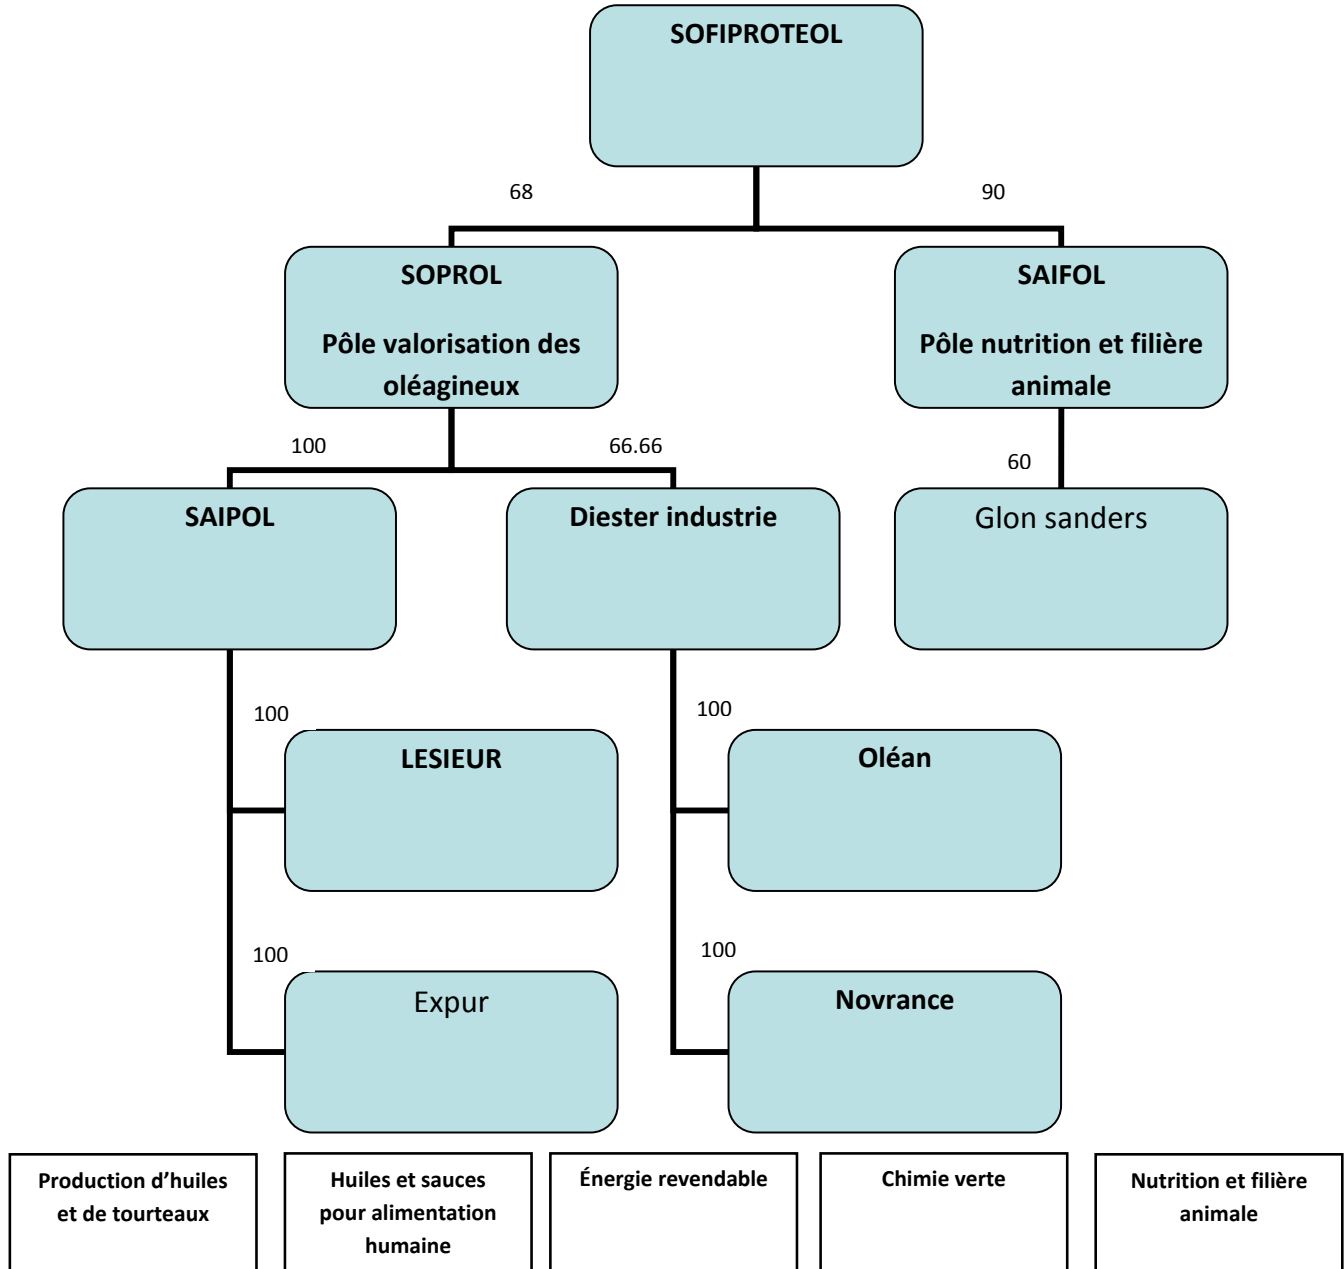 SOFIPROTEOL
68
90
SOPROL
Pôle valorisation des
oléagineux
SAIFOL
Pôle nutrition et filière
animale
100
66.66
60
SAIPOL
Diester industrie
Glon sanders
100
LESIEUR
100
Oléan
100
Expur
100
Novrance
Production d’huiles
et de tourteaux
Huiles et sauces
pour alimentation
humaine
Énergie revendable
Chimie verte
Nutrition et filière
animale